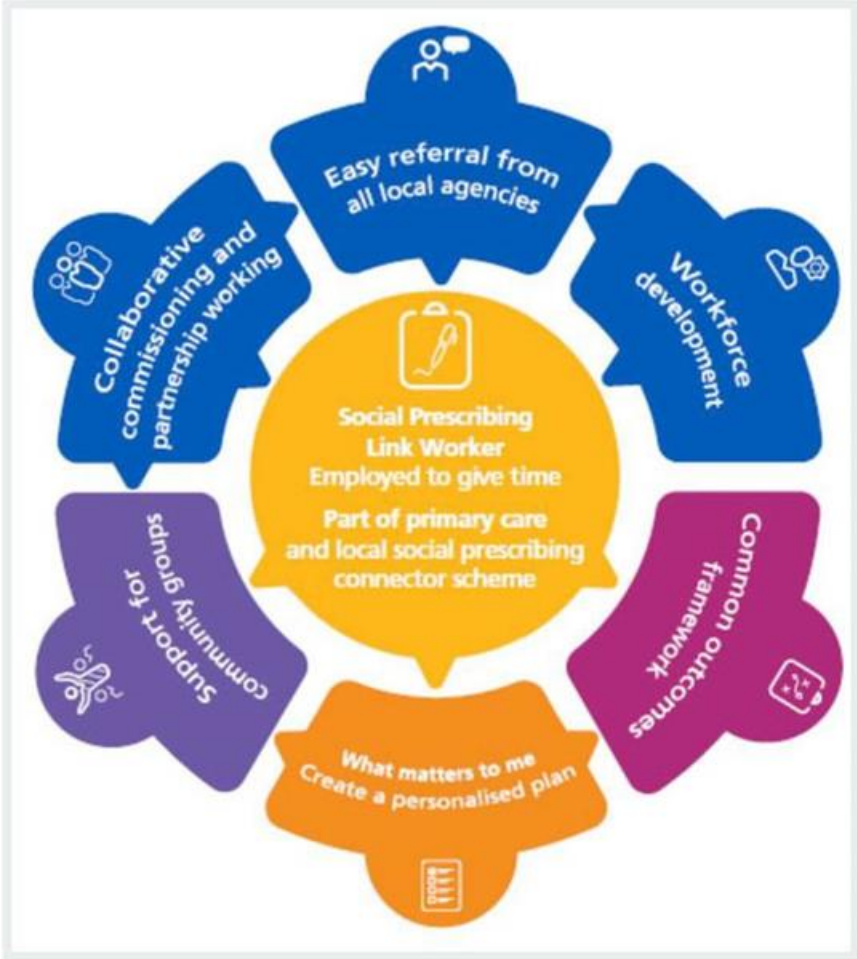 Easy referral from
all local agencies
Workforce
development
Common outcomes
framework
What matters to me
Create a personalised plan
Support for
community groups
Collaborative
commissioning and
partnership working
Social Prescribing
Link Worker
Employed to give time
Part of primary care
and local social prescribing
connector scheme